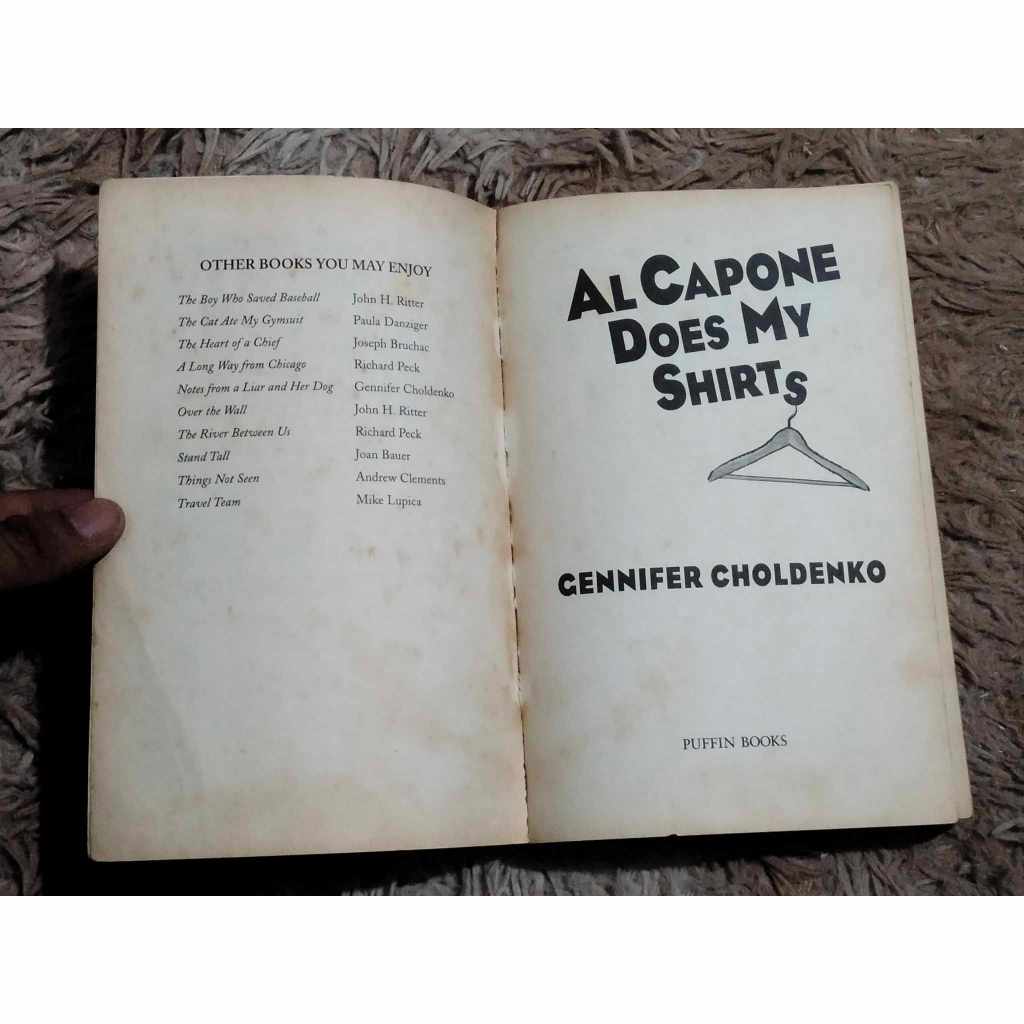 OTHER BOOKS YOU MAY ENJOY
The Boy Who Saved Baseball John H. Ritter
The Cat Ate My Gymsuit Paula Danziger
The Heart of a Chief Joseph Bruchac
A Long Way from Chicago Richard Peck
Notes from a Liar and Her Dog Gennifer Choldenko
Over the Wall John H. Ritter
The River Between Us Richard Peck
Stand Tall Joan Bauer
Things Not Seen Andrew Clements
Travel Team Mike Lupica
AL CAPONE
DOES MY
SHIRTS
GENNIFER CHOLDENKO
PUFFIN BOOKS